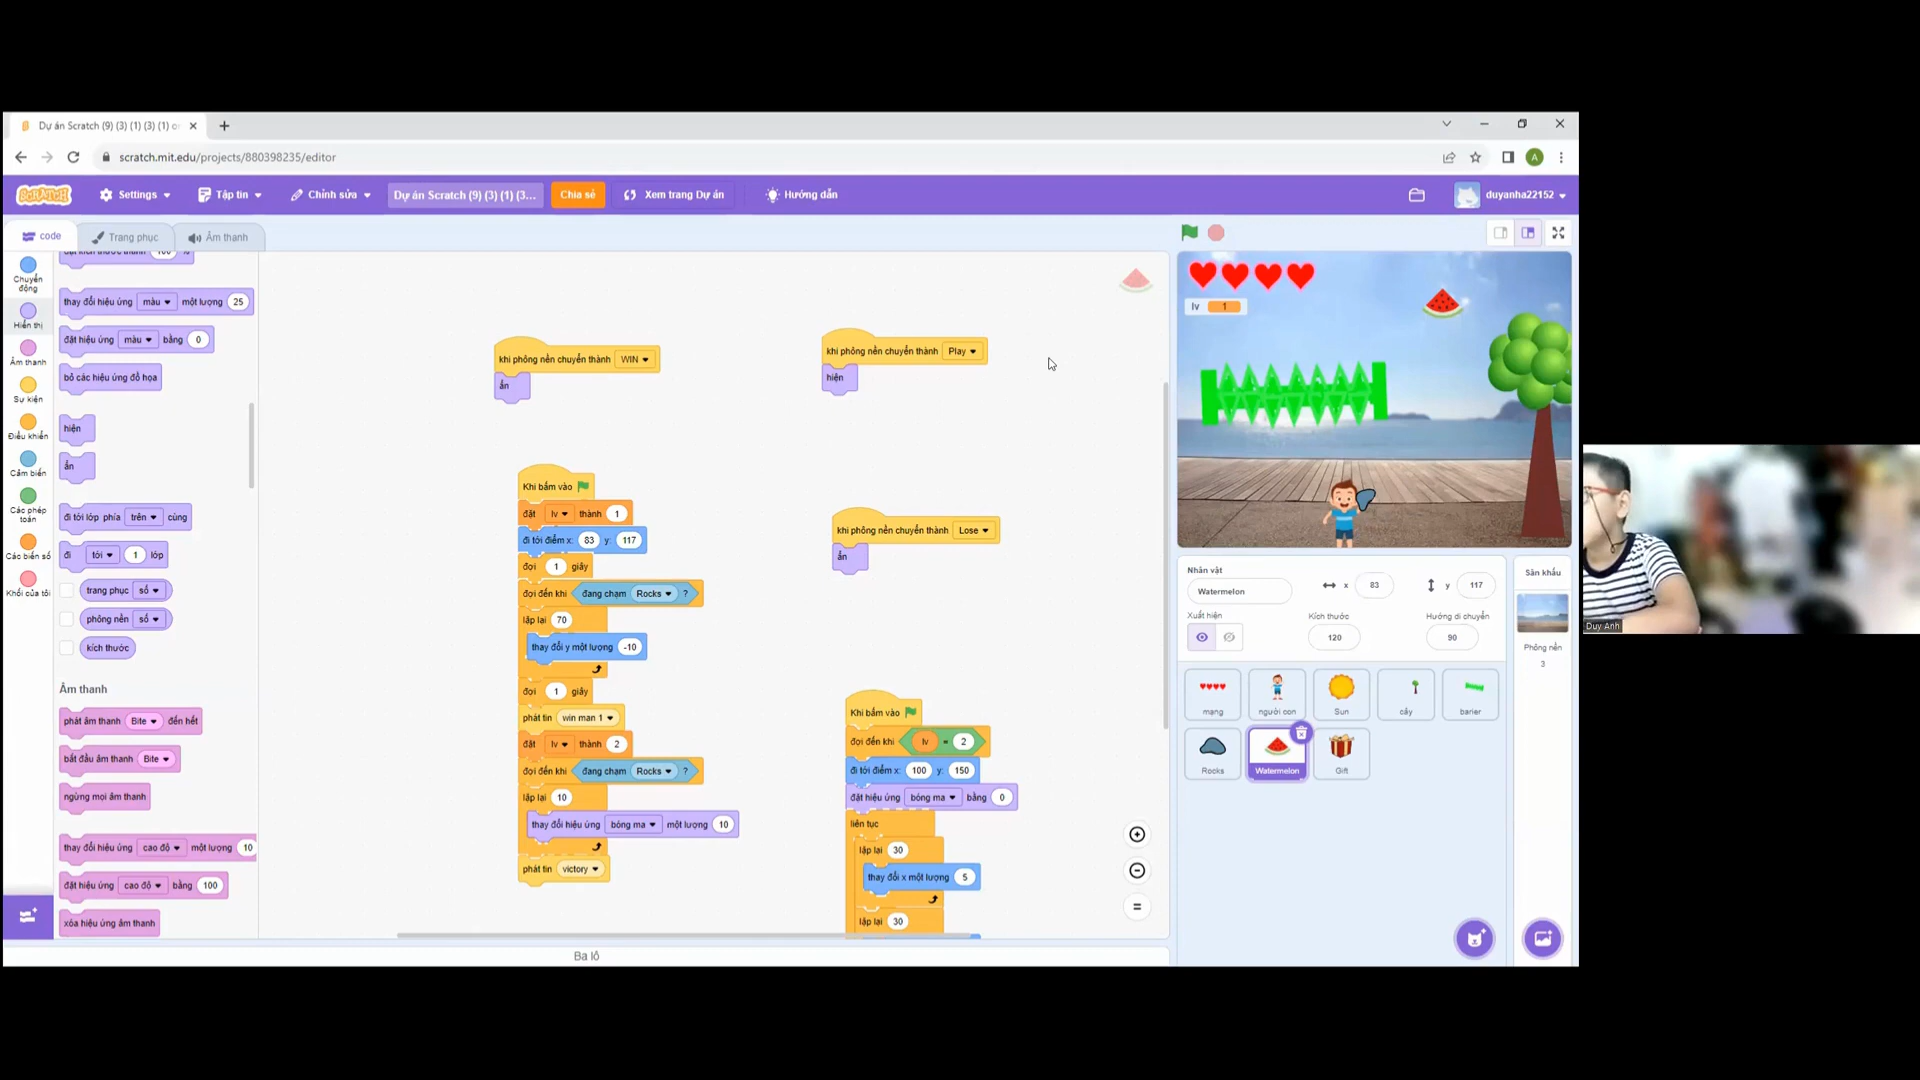 Dự án Scratch (9) (3) (1) (3) (1) o
scratch.mit.edu/projects/880398235/editor
A
SCRATCH
Settings
Tập tin
Chỉnh sửa
Dự án Scratch (9) (3) (1) (3...
Chia sẻ
Xem trang Dự án
Hướng dẫn
duyanha22152
code
Trang phục
Âm thanh
Chuyển động
Hiển thị
Âm thanh
Sự kiện
Điều khiển
Cảm biến
Các phép toán
Các biến số
Khối của tôi
thay đổi hiệu ứng màu một lượng 25
đặt hiệu ứng màu bằng 0
bỏ các hiệu ứng đồ họa
hiện
ẩn
đi tới lớp phía trên cùng
đi tới 1 lớp
trang phục số
phông nền số
kích thước
Âm thanh
phát âm thanh Bite đến hết
bắt đầu âm thanh Bite
ngừng mọi âm thanh
thay đổi hiệu ứng cao độ một lượng 10
đặt hiệu ứng cao độ bằng 100
xóa hiệu ứng âm thanh
khi phông nền chuyển thành WIN
ẩn
khi phông nền chuyển thành Play
hiện
khi phông nền chuyển thành Lose
ẩn
Khi bấm vào
đặt lv thành 1
đi tới điểm x: 83 y: 117
đợi 1 giây
đợi đến khi đang chạm Rocks ?
lặp lại 70
thay đổi y một lượng -10
đợi 1 giây
phát tin win man 1
đặt lv thành 2
đợi đến khi đang chạm Rocks ?
lặp lại 10
thay đổi hiệu ứng bóng ma một lượng 10
phát tin victory
Khi bấm vào
đợi đến khi lv = 2
đi tới điểm x: 100 y: 150
đặt hiệu ứng bóng ma bằng 0
liên tục
lặp lại 30
thay đổi x một lượng 5
lặp lại 30
Ba lô
lv 1
Nhân vật
Watermelon
x 83
y 117
Xuất hiện
Kích thước
120
Hướng di chuyển
90
mạng
người con
Sun
cây
barier
Rocks
Watermelon
Gift
Sân khấu
Phông nền
3
Duy Anh